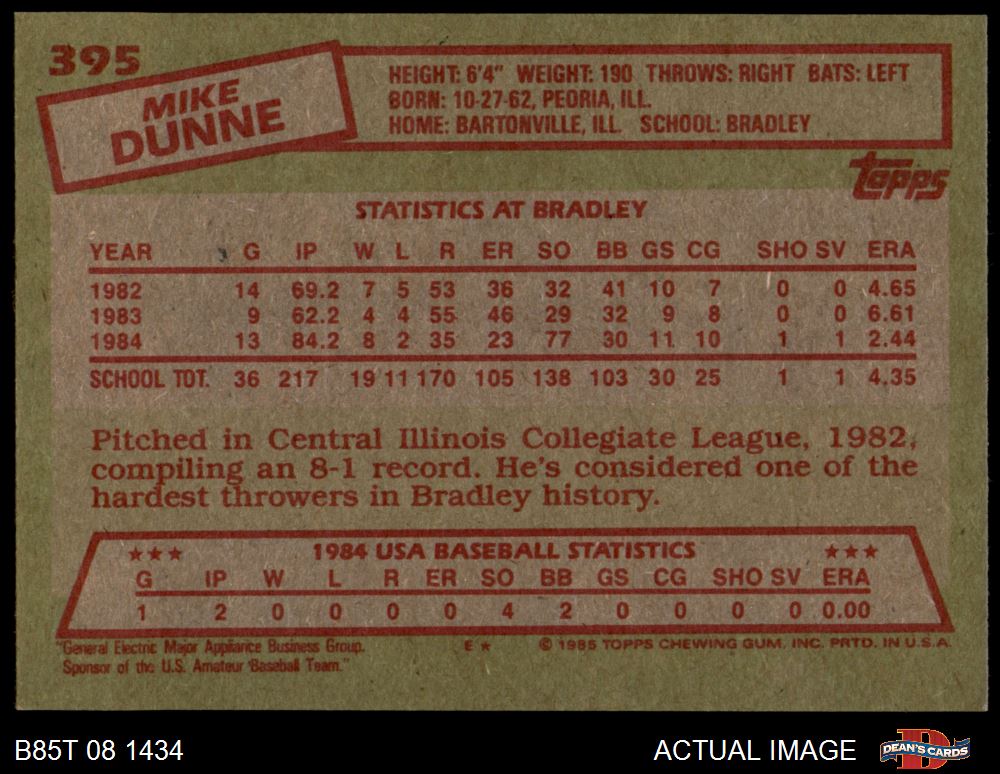 395
MIKE
DUNNE
HEIGHT: 6'4" WEIGHT: 190 THROWS: RIGHT BATS: LEFT
BORN: 10-27-62, PEORIA, ILL.
HOME: BARTONVILLE, ILL. SCHOOL: BRADLEY
Topps
STATISTICS AT BRADLEY
YEAR G IP W L R ER SO BB GS CG SHO SV ERA
1982 14 69.2 7 5 53 36 32 41 10 7 0 0 4.65
1983 9 62.2 4 4 55 46 29 32 9 8 0 0 6.61
1984 13 84.2 8 2 35 23 77 30 11 10 1 1 2.44
SCHOOL TOT. 36 217 19 11 170 105 138 103 30 25 1 1 4.35
Pitched in Central Illinois Collegiate League, 1982,
compiling an 8-1 record. He's considered one of the
hardest throwers in Bradley history.
★★★ 1984 USA BASEBALL STATISTICS ★★★
G IP W L R ER SO BB GS CG SHO SV ERA
1 2 0 0 0 0 4 2 0 0 0 0 0.00
"General Electric Major Appliance Business Group. E★ © 1985 TOPPS CHEWING GUM, INC. PRTD. IN U.S.A.
Sponsor of the U.S. Amateur Baseball Team."
B85T 08 1434 ACTUAL IMAGE D DEAN'S CARDS